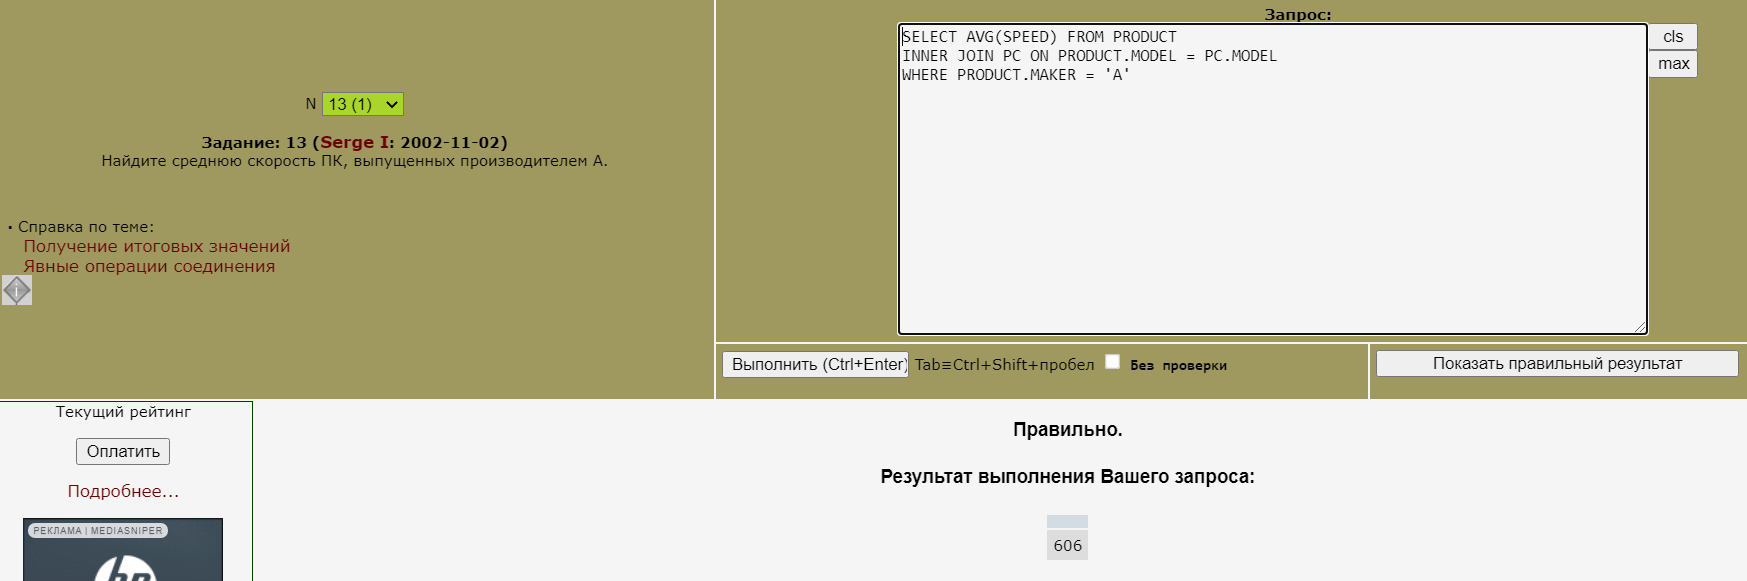 N 13 (1)
Задание: 13 (Serge I: 2002-11-02)
Найдите среднюю скорость ПК, выпущенных производителем A.
· Справка по теме:
Получение итоговых значений
Явные операции соединения
i
Запрос:
SELECT AVG(SPEED) FROM PRODUCT
INNER JOIN PC ON PRODUCT.MODEL = PC.MODEL
WHERE PRODUCT.MAKER = 'A'
cls
max
Выполнить (Ctrl+Enter) Tab≡Ctrl+Shift+пробел Без проверки
Показать правильный результат
Текущий рейтинг
Оплатить
Подробнее...
РЕКЛАМА | MEDIASNIPER
hp
Правильно.
Результат выполнения Вашего запроса:
606